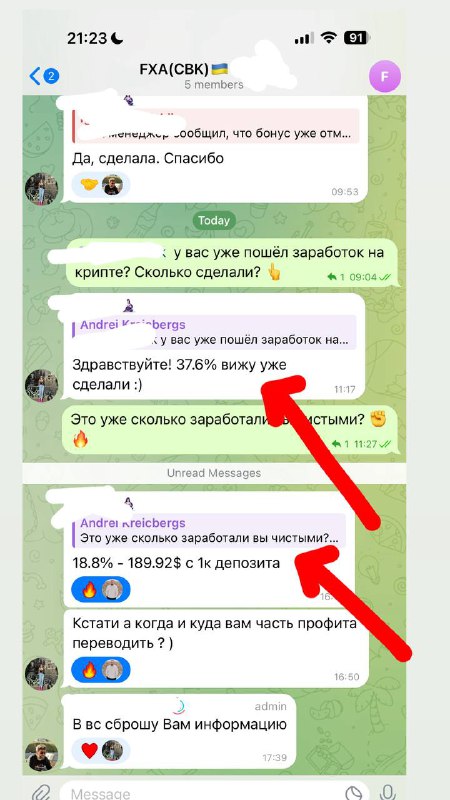 21:23
91
2
FXA(CBK)🇺🇦
5 members
F
менеджер сообщил, что бонус уже отм...
Да, сделала. Спасибо
09:53
Today
у вас уже пошёл заработок на
крипте? Сколько сделали? 👆
1 09:04
Andrei Kreicbergs
к у вас уже пошёл заработок на...
Здравствуйте! 37.6% вижу уже
сделали :)
11:17
Это уже сколько заработали вы чистыми? ✊
🔥
1 11:27
Unread Messages
Andrei Kreicbergs
Это уже сколько заработали вы чистыми?...
18.8% - 189.92$ с 1к депозита
Кстати а когда и куда вам часть профита
переводить ? )
16:50
admin
В вс сброшу Вам информацию
17:39
Message